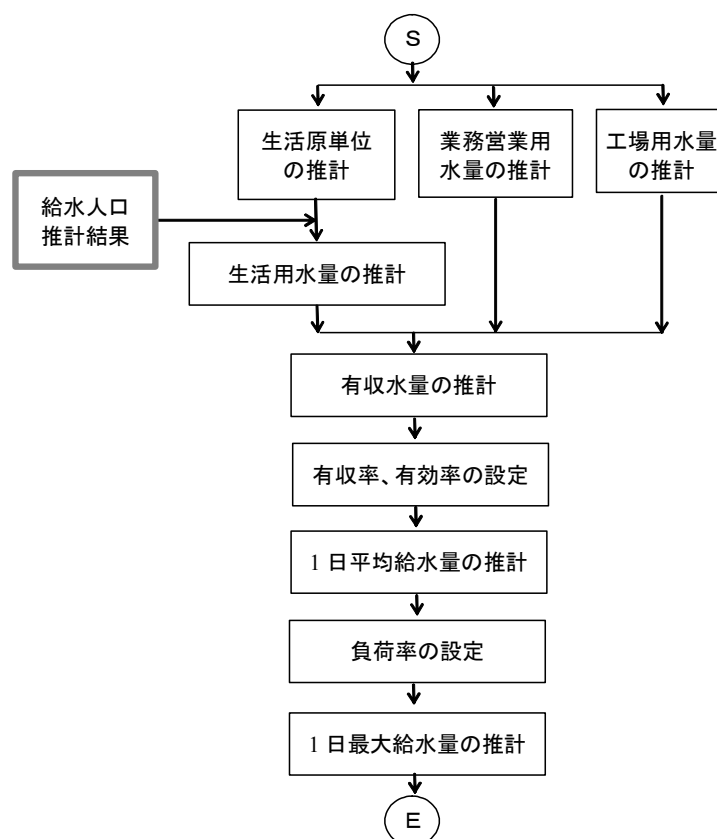 S
生活原単位
の推計
業務営業用
水量の推計
工場用水量
の推計
給水人口
推計結果
生活用水量の推計
有収水量の推計
有収率、有効率の設定
1 日平均給水量の推計
負荷率の設定
1 日最大給水量の推計
E